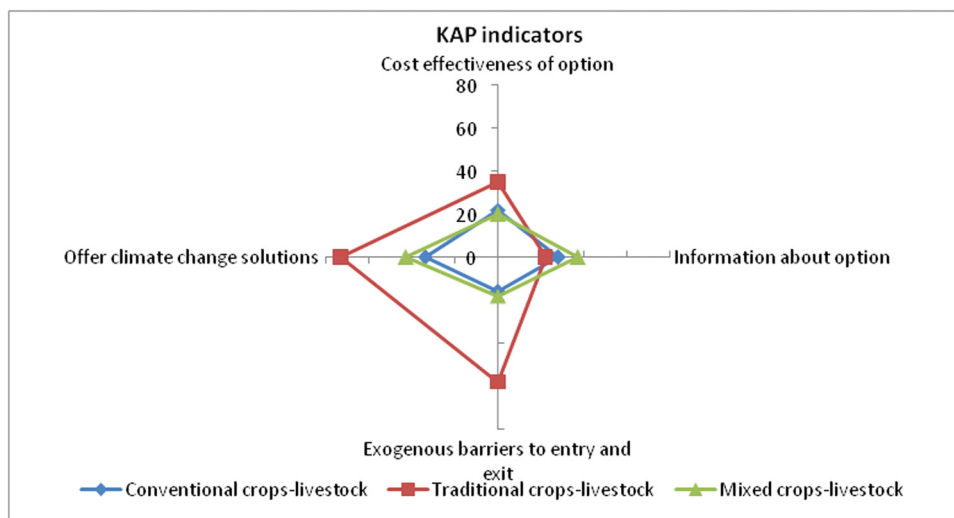 KAP indicators
Cost effectiveness of option
80
60
40
20
Offer climate change solutions
0
Information about option
Exogenous barriers to entry and
exit
Conventional crops-livestock
Traditional crops-livestock
Mixed crops-livestock